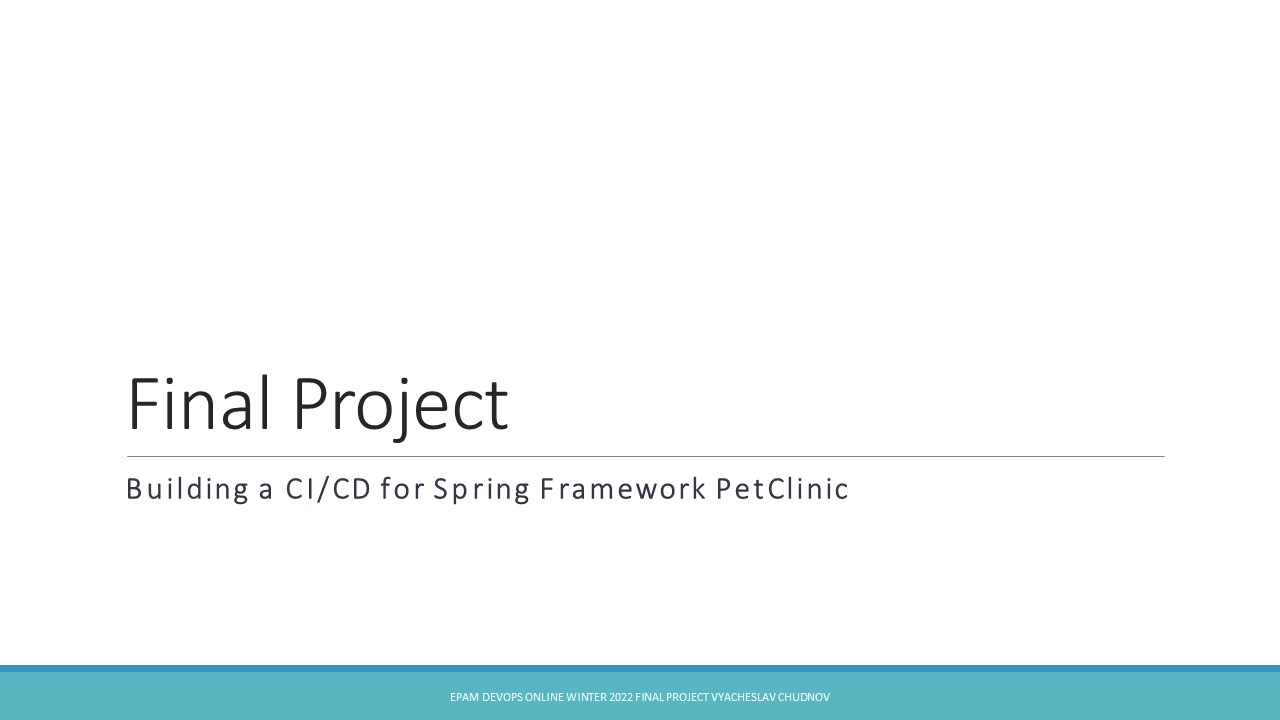 Final Project
Building a CI/CD for Spring Framework PetClinic
EPAM DEVOPS ONLINE WINTER 2022 FINAL PROJECT VYACHESLAV CHUDNOV